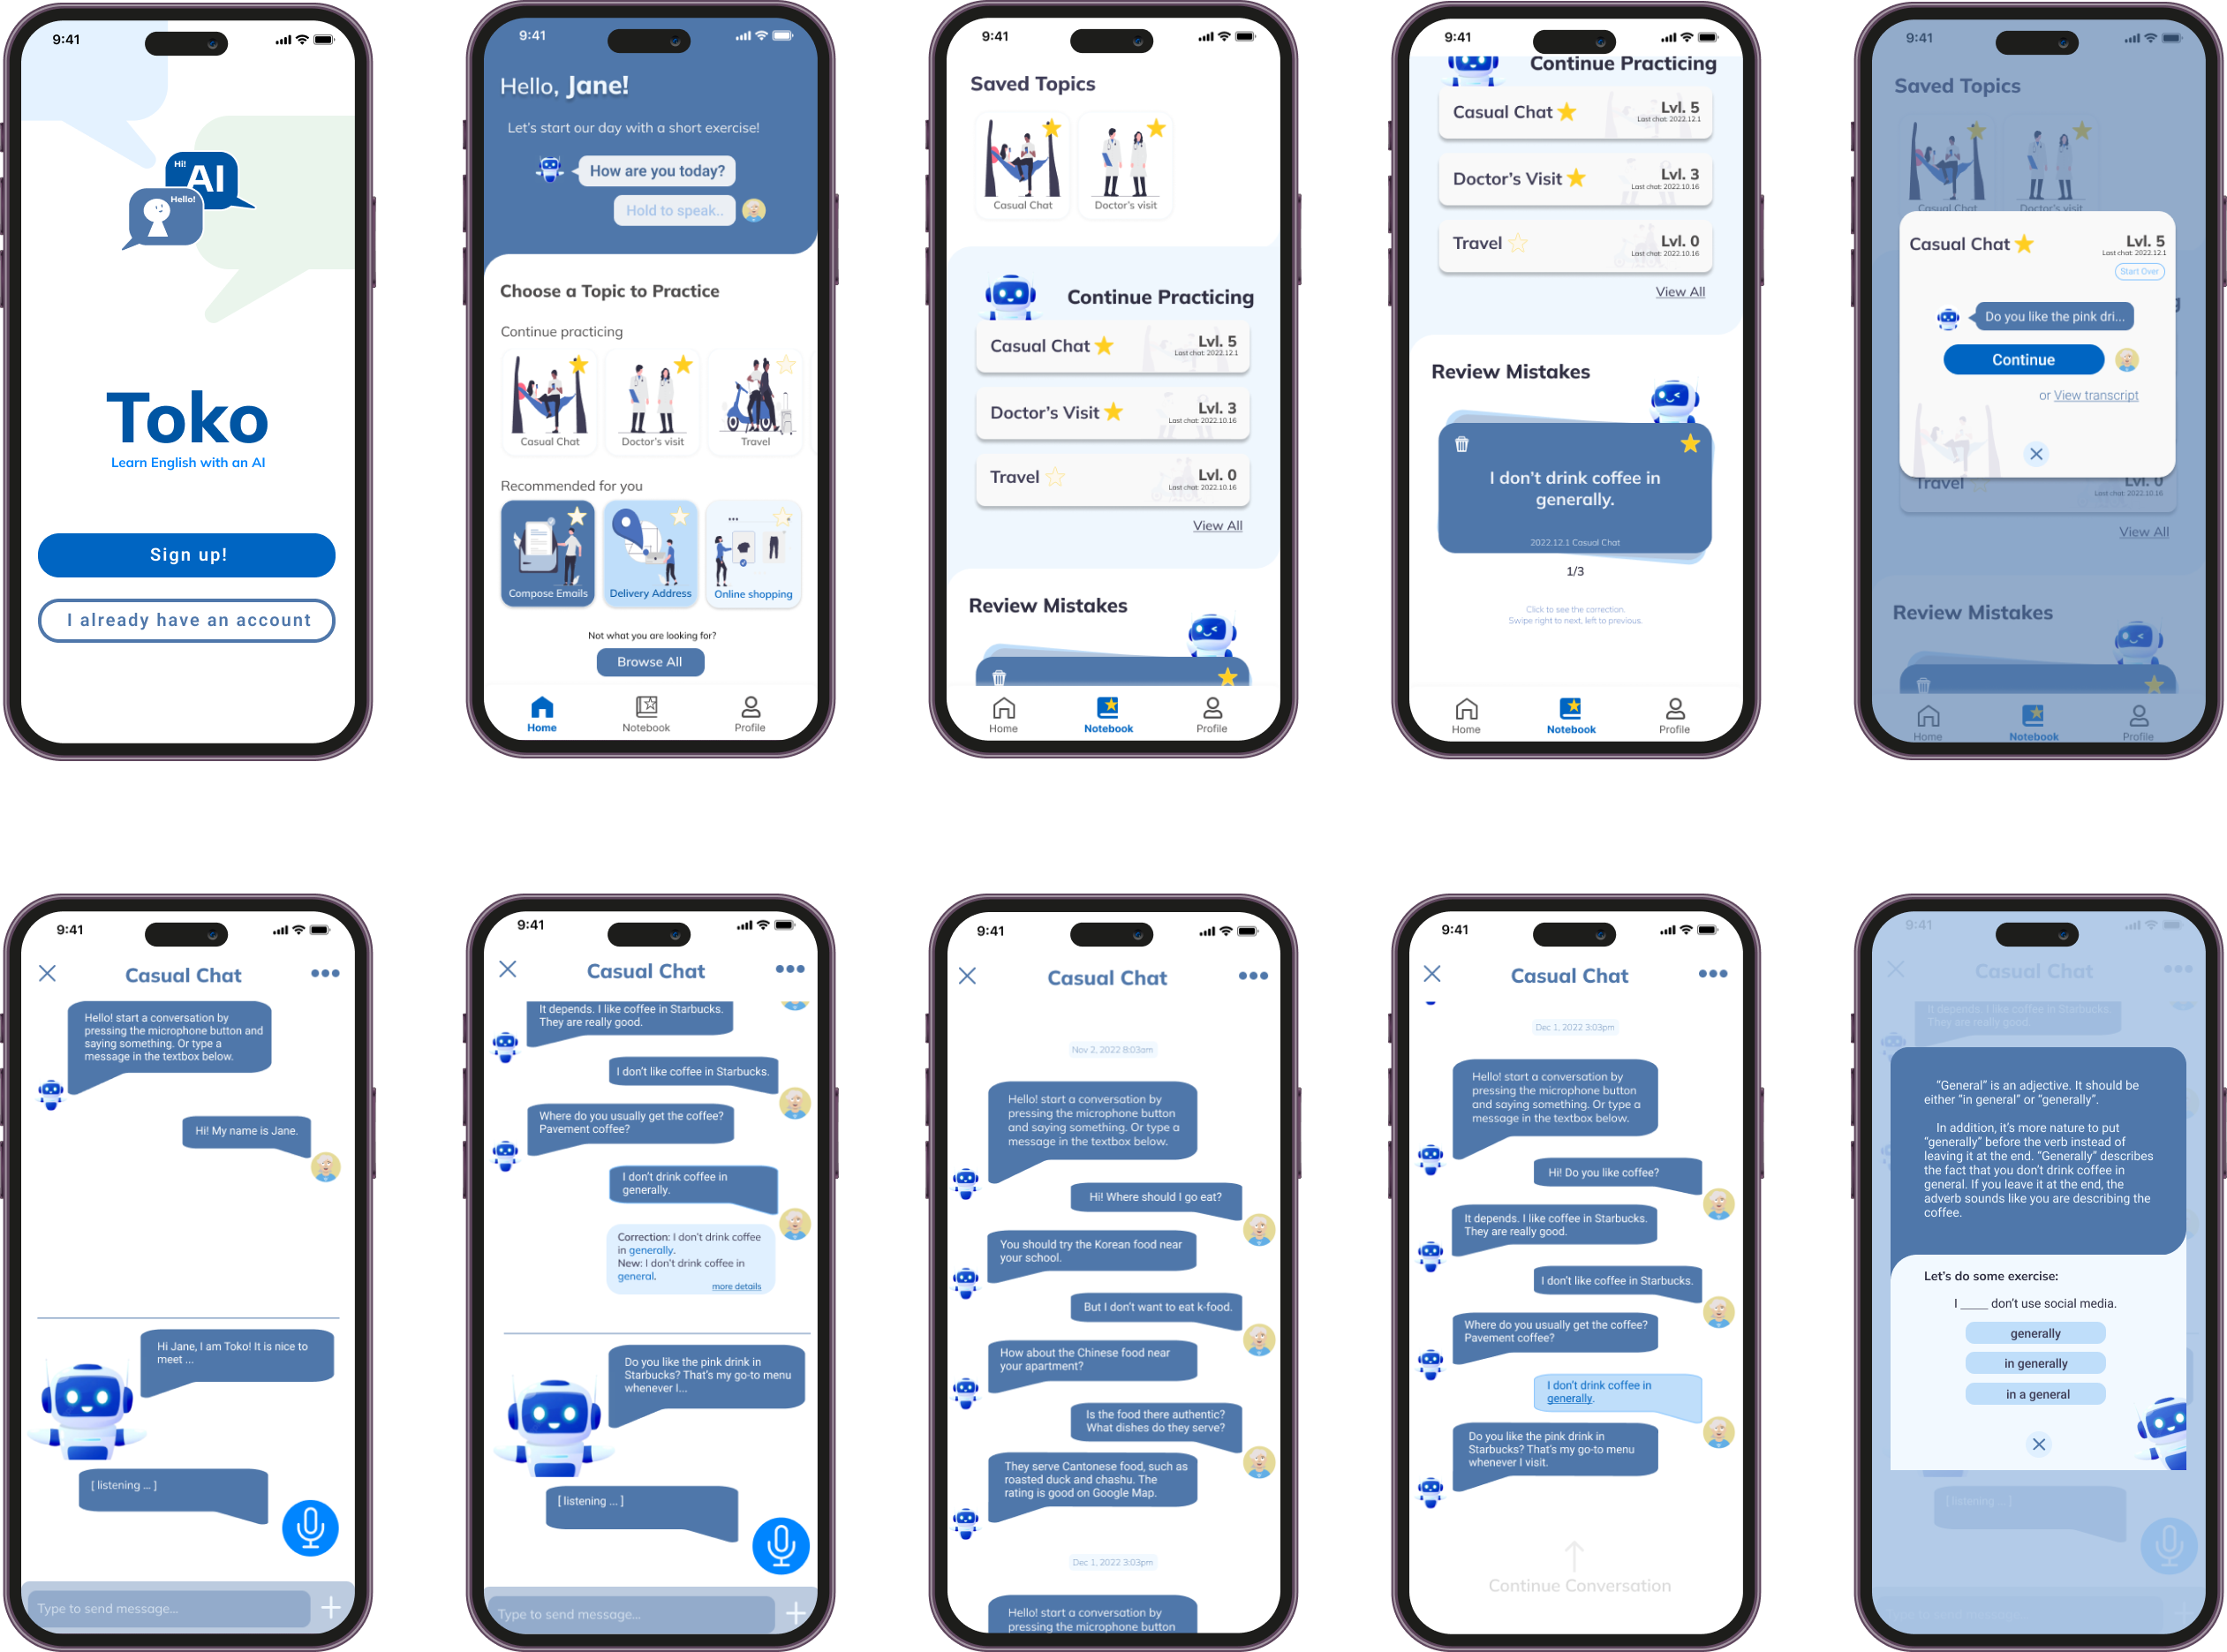 9:41
Hi!
AI
Hello!
Toko
Learn English with an AI
Sign up!
I already have an account
9:41
Hello, Jane!
Let's start our day with a short exercise!
How are you today?
Hold to speak..
Choose a Topic to Practice
Continue practicing
Casual Chat
Doctor's visit
Travel
Recommended for you
Compose Emails
Delivery Address
Online shopping
Not what you are looking for?
Browse All
Home
Notebook
Profile
9:41
Saved Topics
Casual Chat
Doctor's visit
Continue Practicing
Casual Chat
Lvl. 5
Last chat: 2022.12.1
Doctor's Visit
Lvl. 3
Last chat: 2022.10.16
Travel
Lvl. 0
Last chat: 2022.10.16
View All
Review Mistakes
Home
Notebook
Profile
9:41
Continue Practicing
Casual Chat
Lvl. 5
Last chat: 2022.12.1
Doctor's Visit
Lvl. 3
Last chat: 2022.10.16
Travel
Lvl. 0
Last chat: 2022.10.16
View All
Review Mistakes
I don't drink coffee in
generally.
2022.12.1 Casual Chat
1/3
Click to see the correction.
Swipe right to next, left to previous.
Home
Notebook
Profile
9:41
Saved Topics
Casual Chat
Doctor's visit
Casual Chat
Lvl. 5
Last chat: 2022.12.1
Start Over
Do you like the pink dri...
Continue
or View transcript
Travel
Lvl. 0
Last chat: 2022.10.16
View All
Review Mistakes
Home
Notebook
Profile
9:41
Casual Chat
Hello! start a conversation by
pressing the microphone button and
saying something. Or type a
message in the textbox below.
Hi! My name is Jane.
Hi Jane, I am Toko! It is nice to
meet ...
[ listening ... ]
Type to send message...
9:41
Casual Chat
It depends. I like coffee in Starbucks.
They are really good.
I don't like coffee in Starbucks.
Where do you usually get the coffee?
Pavement coffee?
I don't drink coffee in
generally.
Correction: I don't drink coffee
in generally.
New: I don't drink coffee in
general.
more details
Do you like the pink drink in
Starbucks? That's my go-to menu
whenever I...
[ listening ... ]
Type to send message...
9:41
Casual Chat
Nov 2, 2022 8:03am
Hello! start a conversation by
pressing the microphone button
and saying something. Or type a
message in the textbox below.
Hi! Where should I go eat?
You should try the Korean food near
your school.
But I don't want to eat k-food.
How about the Chinese food near
your apartment?
Is the food there authentic?
What dishes do they serve?
They serve Cantonese food, such as
roasted duck and chashu. The
rating is good on Google Map.
Dec 1, 2022 3:03pm
Hello! start a conversation by
pressing the microphone button
9:41
Casual Chat
Dec 1, 2022 3:03pm
Hello! start a conversation by
pressing the microphone button
and saying something. Or type a
message in the textbox below.
Hi! Do you like coffee?
It depends. I like coffee in Starbucks.
They are really good.
I don't like coffee in Starbucks.
Where do you usually get the coffee?
Pavement coffee?
I don't drink coffee in
generally.
Do you like the pink drink in
Starbucks? That's my go-to menu
whenever I visit.
Continue Conversation
9:41
Casual Chat
It depends. I like coffee in Starbucks.
They are really good.
"General" is an adjective. It should be
either "in general" or "generally".
In addition, it's more nature to put
"generally" before the verb instead of
leaving it at the end. "Generally" describes
the fact that you don't drink coffee in
general. If you leave it at the end, the
adverb sounds like you are describing the
coffee.
Let's do some exercise:
I ____ don't use social media.
generally
in generally
in a general
[ listening ... ]